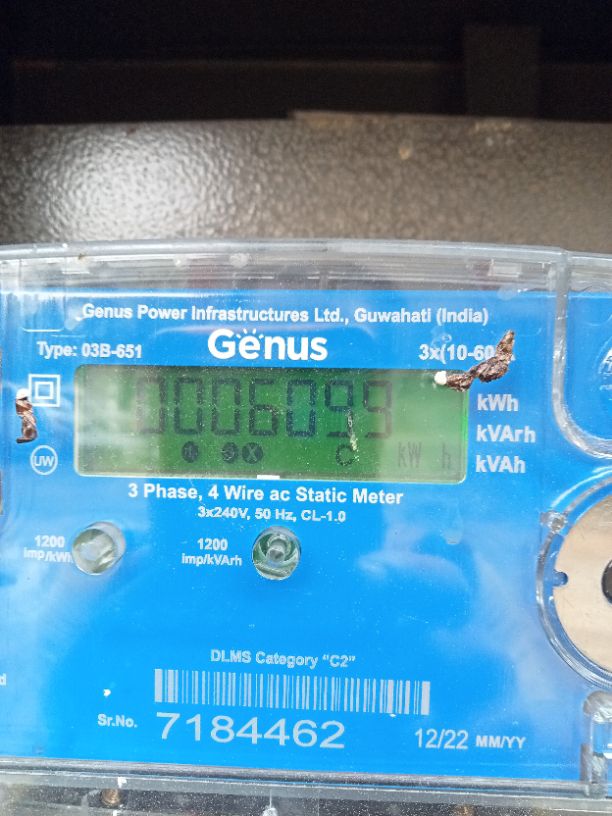 Genus Power Infrastructures Ltd., Guwahati (India)
Type: 03B-651 Genus 3x(10-60)A
0006099
kW h
kWh
kVArh
kVAh
UW
3 Phase, 4 Wire ac Static Meter
3x240V, 50 Hz, CL-1.0
1200 imp/kWh
1200 imp/kVArh
DLMS Category "C2"
Sr.No. 7184462 12/22 MM/YY